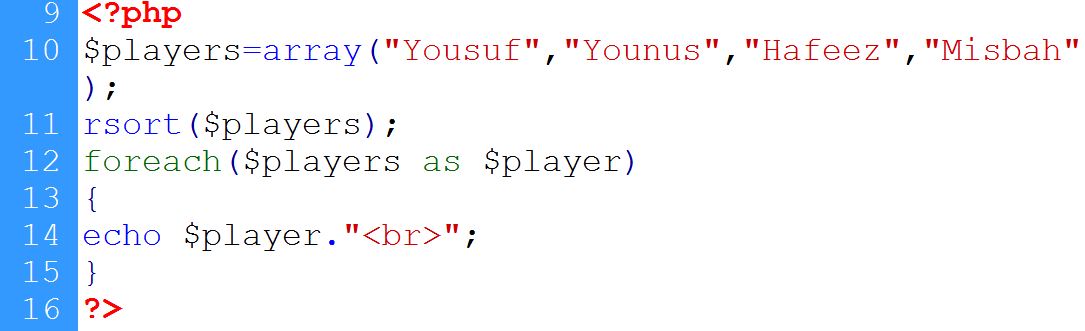 9 <?php
10 $players=array("Yousuf","Younus","Hafeez","Misbah"
);
11 rsort($players);
12 foreach($players as $player)
13 {
14 echo $player."<br>";
15 }
16 ?>